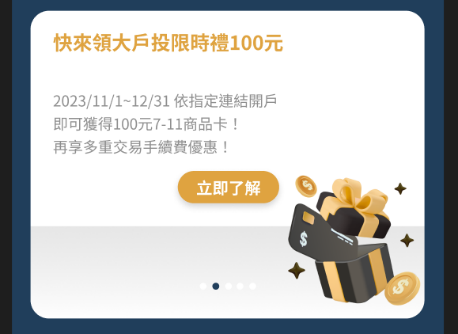 快來領大戶投限時禮100元
2023/11/1~12/31 依指定連結開戶
即可獲得100元7-11商品卡！
再享多重交易手續費優惠！
立即了解
$
$
$